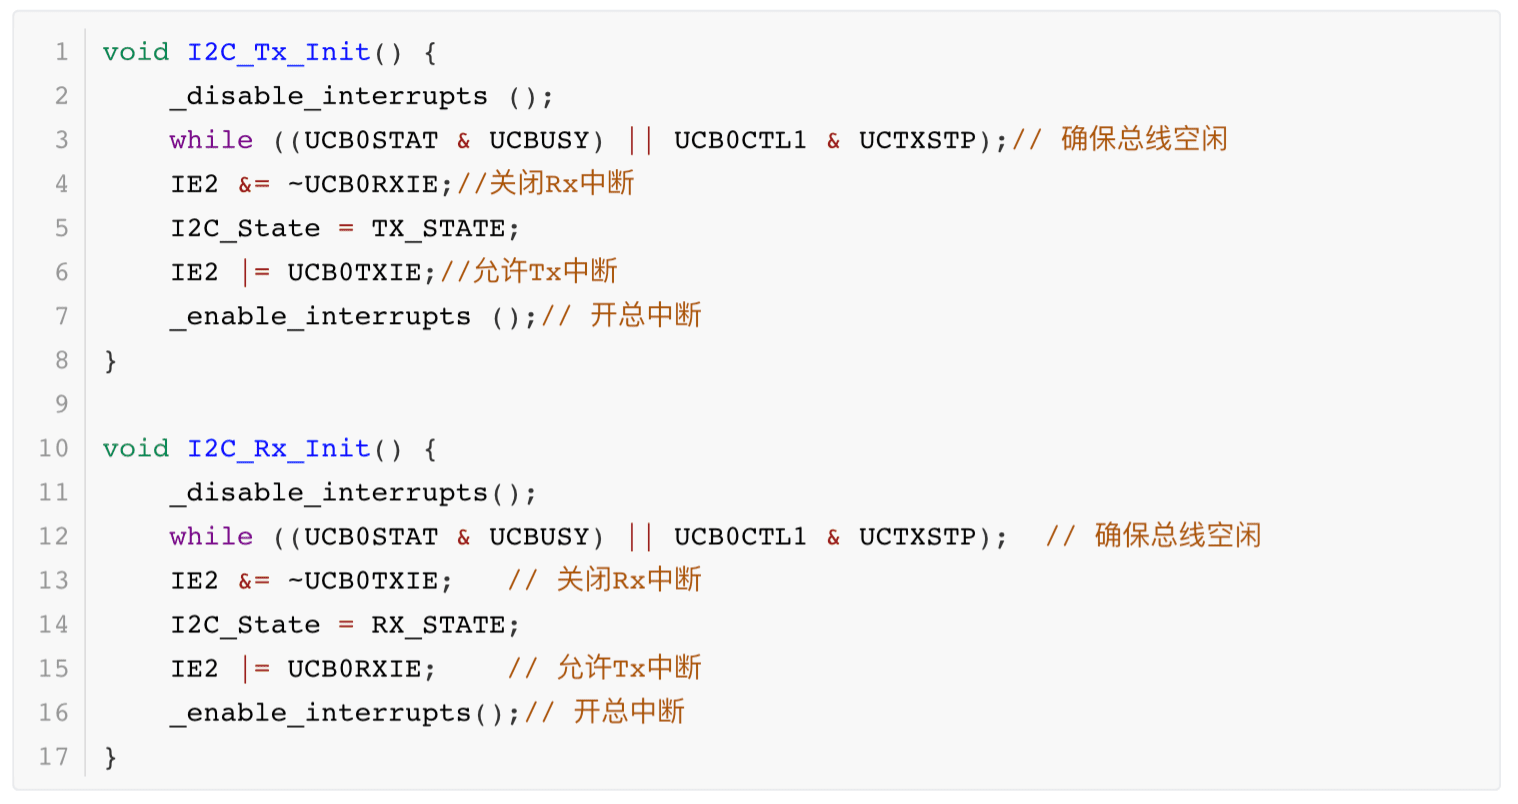 1 void I2C_Tx_Init() {
2     _disable_interrupts ();
3     while ((UCB0STAT & UCBUSY) || UCB0CTL1 & UCTXSTP);// 确保总线空闲
4     IE2 &= ~UCB0RXIE;//关闭Rx中断
5     I2C_State = TX_STATE;
6     IE2 |= UCB0TXIE;//允许Tx中断
7     _enable_interrupts ();// 开总中断
8 }
9
10 void I2C_Rx_Init() {
11     _disable_interrupts();
12     while ((UCB0STAT & UCBUSY) || UCB0CTL1 & UCTXSTP);  // 确保总线空闲
13     IE2 &= ~UCB0TXIE;   // 关闭Rx中断
14     I2C_State = RX_STATE;
15     IE2 |= UCB0RXIE;    // 允许Tx中断
16     _enable_interrupts();// 开总中断
17 }